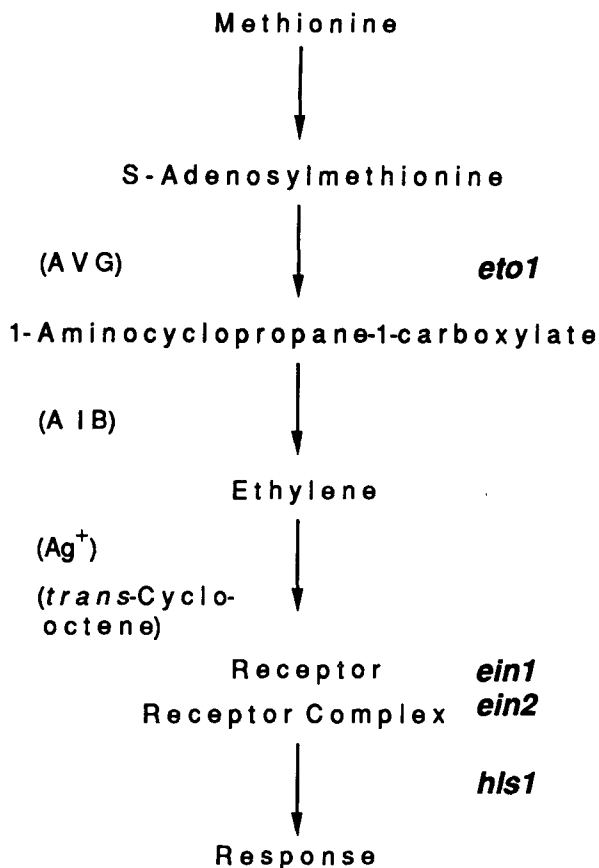 Methionine
S-Adenosylmethionine
(AVG)
eto1
1-Aminocyclopropane-1-carboxylate
(AIB)
Ethylene
(Ag+)
(trans-Cyclo-
octene)
Receptor ein1
Receptor Complex ein2
hls1
Response